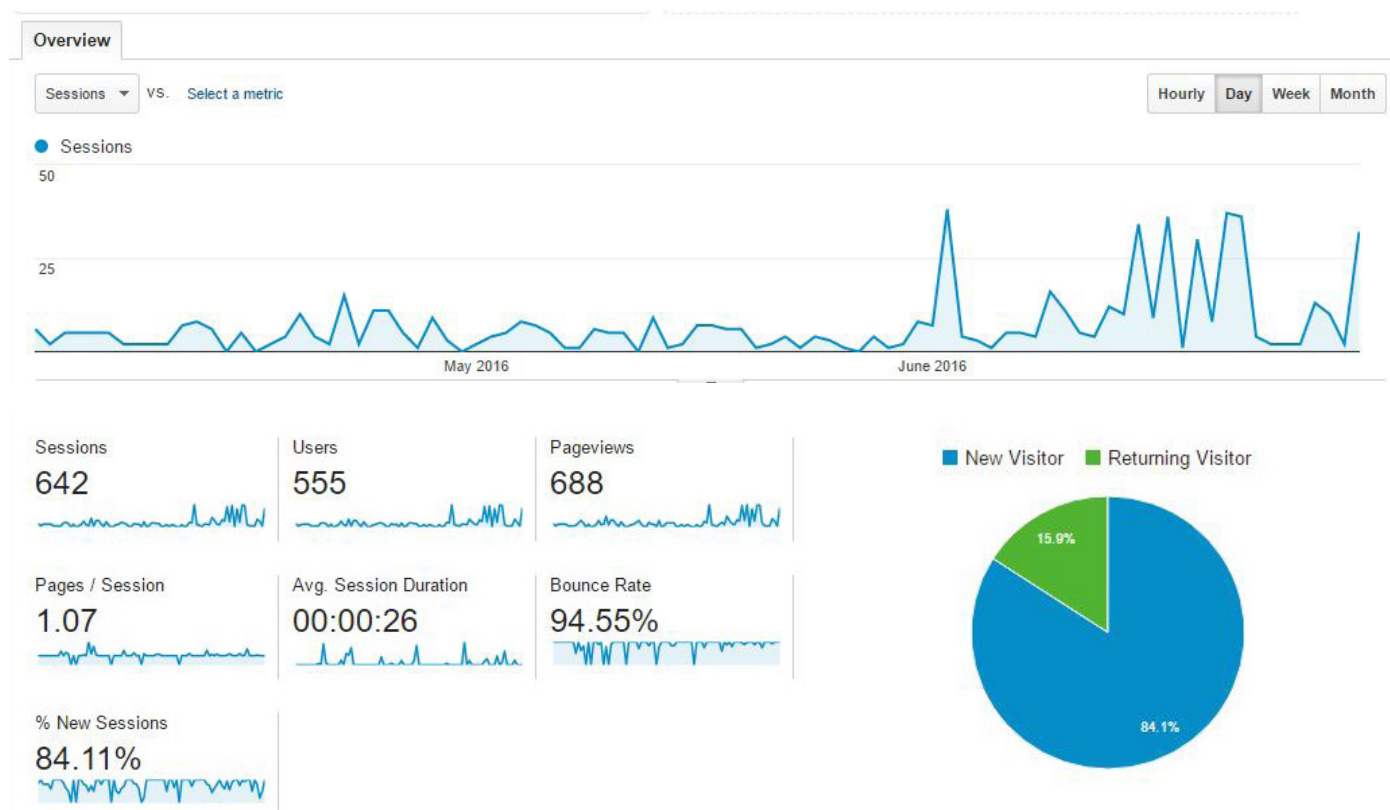 Overview
Sessions VS. Select a metric
Hourly Day Week Month
Sessions
50
25
May 2016 June 2016
Sessions Users Pageviews
642 555 688
New Visitor Returning Visitor
Pages / Session Avg. Session Duration Bounce Rate
1.07 00:00:26 94.55%
15.9%
84.1%
% New Sessions
84.11%